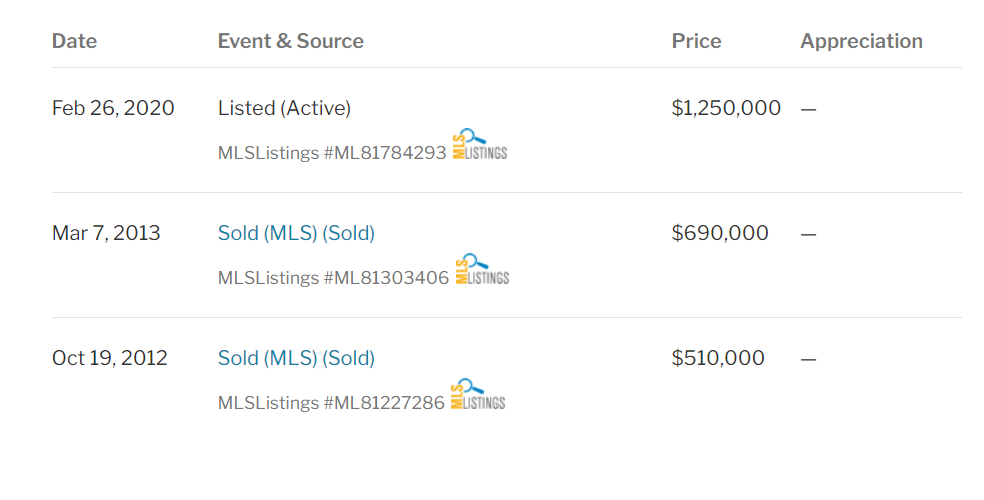 Date Event & Source Price Appreciation
Feb 26, 2020 Listed (Active) $1,250,000 —
MLSListings #ML81784293 MLS LISTINGS
Mar 7, 2013 Sold (MLS) (Sold) $690,000 —
MLSListings #ML81303406 MLS LISTINGS
Oct 19, 2012 Sold (MLS) (Sold) $510,000 —
MLSListings #ML81227286 MLS LISTINGS